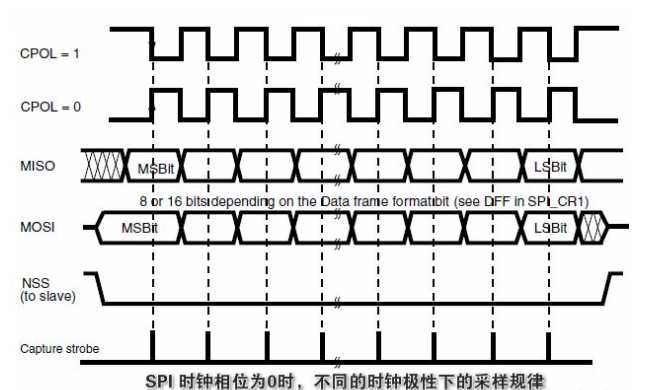 CPOL = 1
CPOL = 0
MISO
MSBit
LSBit
8 or 16 bits depending on the Data frame format bit (see DFF in SPI_CR1)
MOSI
MSBit
LSBit
NSS
(to slave)
Capture strobe
SPI 时钟相位为0时，不同的时钟极性下的采样规律